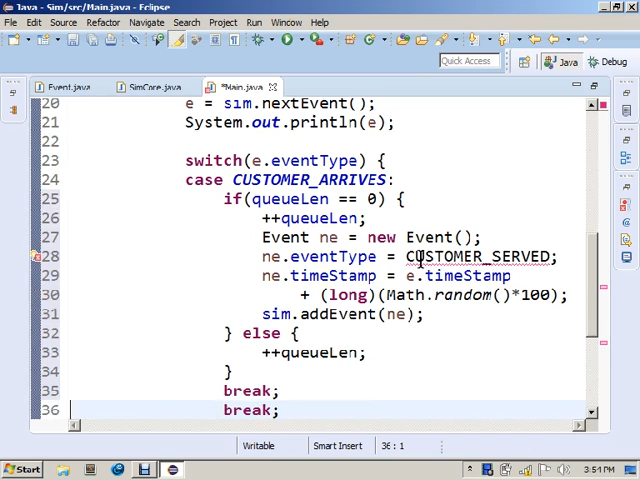 Java - Sim/src/Main.java - Eclipse
File Edit Source Refactor Navigate Search Project Run Window Help
Quick Access Java Debug
Event.java SimCore.java *Main.java
20 e = sim.nextEvent();
21 System.out.println(e);
22
23 switch(e.eventType) {
24 case CUSTOMER_ARRIVES:
25 if(queueLen == 0) {
26 ++queueLen;
27 Event ne = new Event();
28 ne.eventType = CUSTOMER_SERVED;
29 ne.timeStamp = e.timeStamp
30 + (long)(Math.random()*100);
31 sim.addEvent(ne);
32 } else {
33 ++queueLen;
34 }
35 break;
36 break;
Writable Smart Insert 36 : 1
Start 3:54 PM